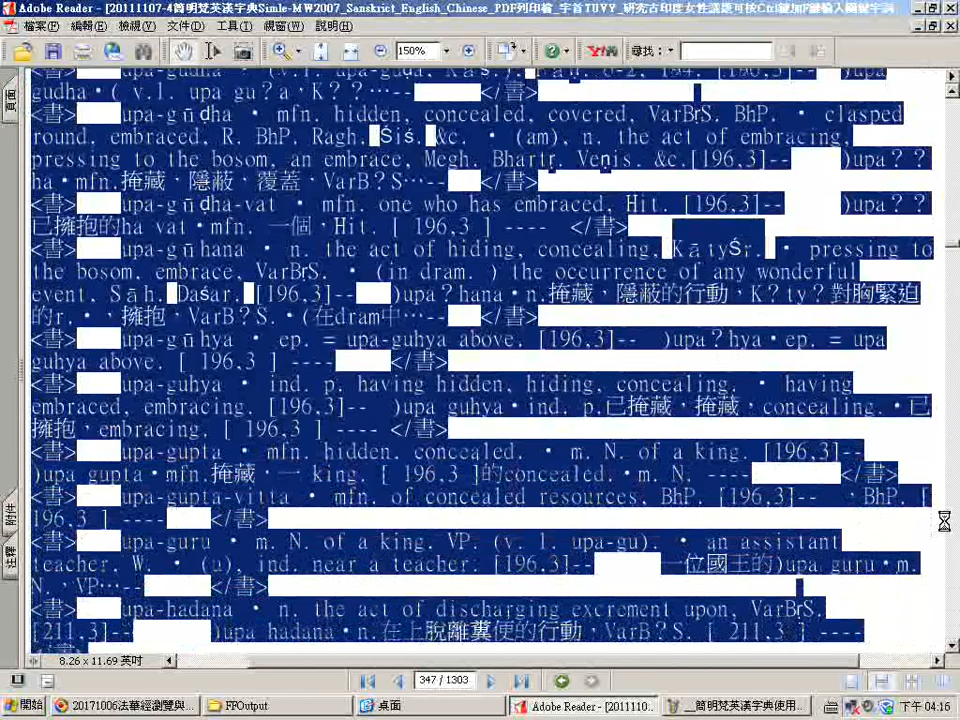 Adobe Reader - [20111107-4簡明梵英漢字典Simle-MW2007_Sanskrit_English_Chinese_PDF列印檔_字首TUVY_研究古印度女性議題可按Ctrl鍵加F鍵輸入關鍵字詞
檔案(F) 編輯(E) 檢視(V) 文件(D) 工具(T) 視窗(W) 說明(H)
150% 尋找:
頁面
gudha•( v.l. upa gu?a,K??…-- </書>
<書> upa-gūḍha • mfn. hidden, concealed, covered, VarBṛS. BhP. • clasped
round, embraced, R. BhP. Ragh. Śiś. &c. • (am), n. the act of embracing,
pressing to the bosom, an embrace, Megh. Bhartṛ. Veṇis. &c.[196,3]-- )upa??
ha•mfn.掩藏，隱蔽，覆蓋，VarB?S…-- </書>
<書> upa-gūḍha-vat • mfn. one who has embraced, Hit. [196,3]-- )upa??
已擁抱的ha vat•mfn. 一個，Hit. [ 196,3 ] ---- </書>
<書> upa-gūhana • n. the act of hiding, concealing, KātyŚr. • pressing to
the bosom, embrace, VarBṛS. • (in dram. ) the occurrence of any wonderful
event, Sāh. Daśar. [196,3]-- )upa?hana•n.掩藏，隱蔽的行動，K?ty?對胸緊迫
的r.•，擁抱，VarB?S.•(在dram中…-- </書>
<書> upa-gūhya • ep. = upa-guhya above. [196,3]-- )upa?hya•ep. = upa
guhya above. [ 196,3 ] ---- </書>
<書> upa-guhya • ind. p. having hidden, hiding, concealing. • having
embraced, embracing. [196,3]-- )upa guhya•ind. p.已掩藏，掩藏，concealing.•已
擁抱，embracing. [ 196,3 ] ---- </書>
<書> upa-gupta • mfn. hidden, concealed. • m. N. of a king. [196,3]--
)upa gupta•mfn.掩藏，一 king. [ 196,3 ]的concealed.•m. N. ---- </書>
<書> upa-gupta-vitta • mfn. of concealed resources, BhP. [196,3]-- ，BhP. [
196,3 ] ---- </書>
<書> upa-guru • m. N. of a king. VP. (v. l. upa-gu). • an assistant
teacher, W. • (u), ind. near a teacher. [196,3]-- 一位國王的)upa guru•m.
N.，VP…-- </書>
<書> upa-hadana • n. the act of discharging excrement upon, VarBṛS.
[211,3]-- )upa hadana•n.在上脫離糞便的行動，VarB?S. [ 211,3 ] ----
附件
注釋
8.26 x 11.69 英吋
347 / 1303
開始 20171006法華經瀏覽與... FFOutput 桌面 Adobe Reader - [2011110... __簡明梵英漢字典使用... 下午 04:16